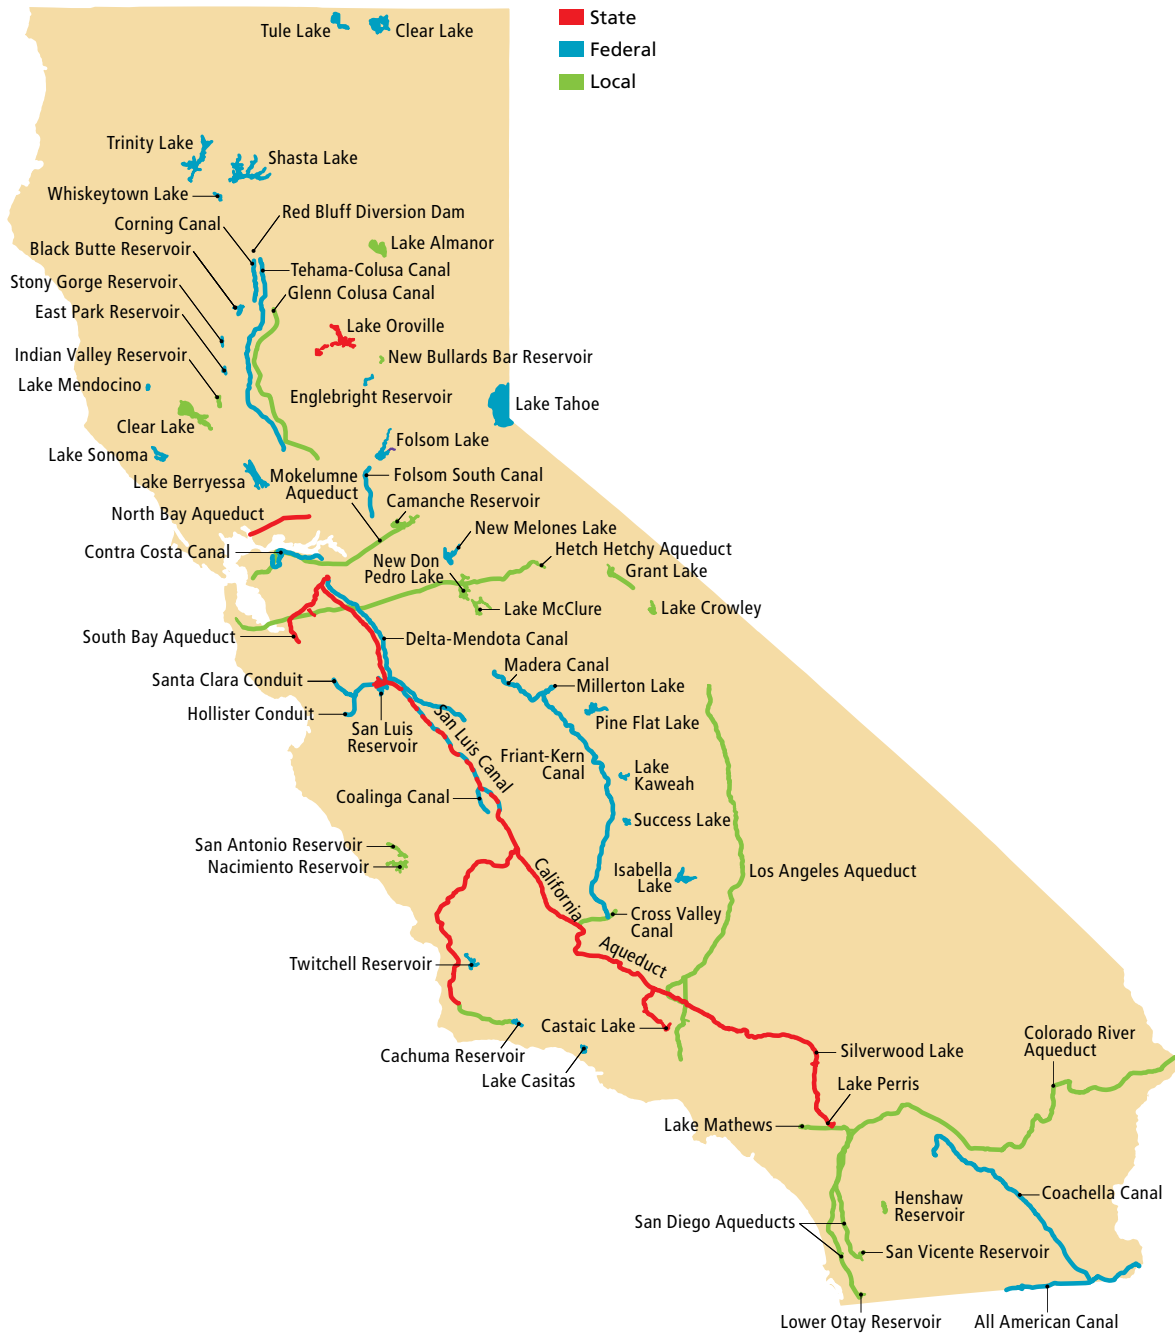 State
Federal
Local
Tule Lake
Clear Lake
Trinity Lake
Shasta Lake
Whiskeytown Lake
Red Bluff Diversion Dam
Corning Canal
Lake Almanor
Black Butte Reservoir
Tehama-Colusa Canal
Stony Gorge Reservoir
Glenn Colusa Canal
East Park Reservoir
Lake Oroville
Indian Valley Reservoir
New Bullards Bar Reservoir
Lake Mendocino
Englebright Reservoir
Lake Tahoe
Clear Lake
Folsom Lake
Lake Sonoma
Lake Berryessa
Mokelumne
Aqueduct
Folsom South Canal
Camanche Reservoir
North Bay Aqueduct
New Melones Lake
Contra Costa Canal
Hetch Hetchy Aqueduct
New Don
Pedro Lake
Grant Lake
Lake McClure
Lake Crowley
South Bay Aqueduct
Delta-Mendota Canal
Madera Canal
Santa Clara Conduit
Millerton Lake
Hollister Conduit
San Luis
Reservoir
San Luis Canal
Pine Flat Lake
Friant-Kern
Canal
Lake
Kaweah
Coalinga Canal
Success Lake
San Antonio Reservoir
Nacimiento Reservoir
California
Aqueduct
Isabella
Lake
Los Angeles Aqueduct
Cross Valley
Canal
Twitchell Reservoir
Castaic Lake
Cachuma Reservoir
Lake Casitas
Silverwood Lake
Colorado River
Aqueduct
Lake Perris
Lake Mathews
Coachella Canal
Henshaw
Reservoir
San Diego Aqueducts
San Vicente Reservoir
Lower Otay Reservoir
All American Canal